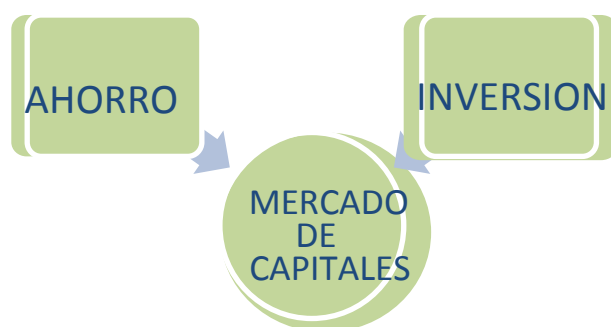 AHORRO
INVERSION
MERCADO
DE
CAPITALES